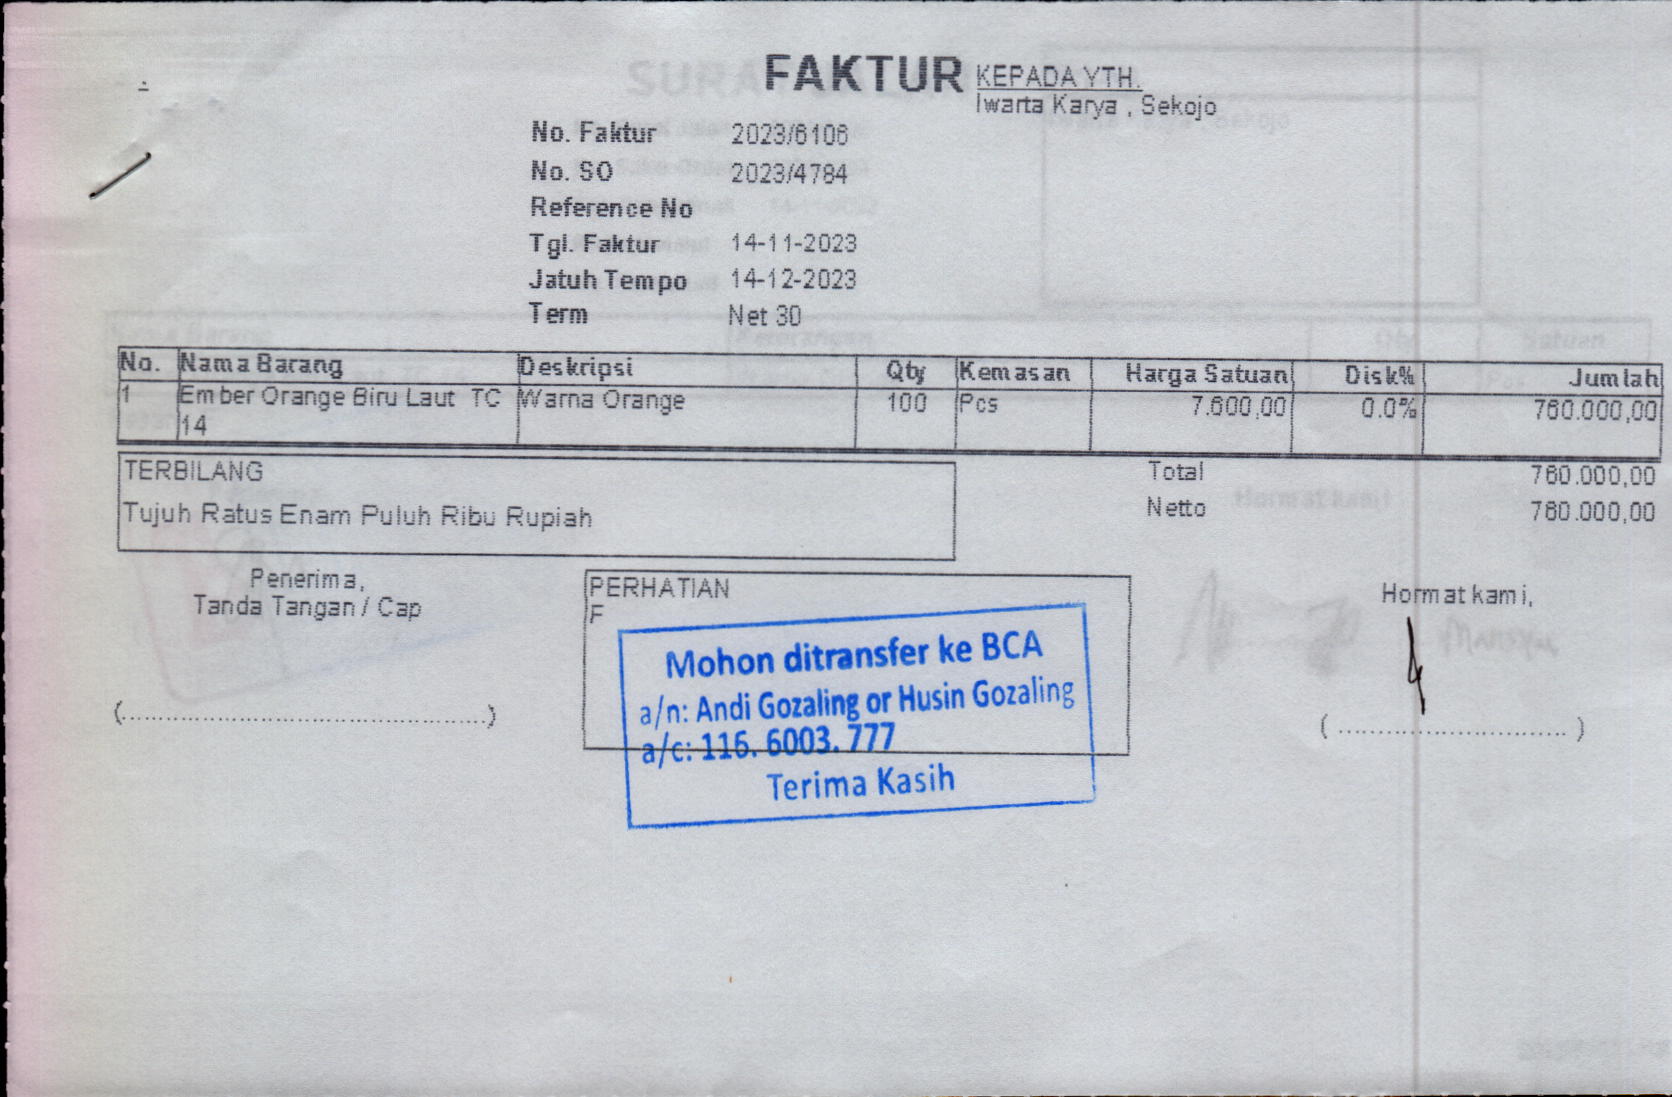 FAKTUR
KEPADA YTH.
Iwarta Karya , Sekojo
No. Faktur 2023/6106
No. SO 2023/4784
Reference No
Tgl. Faktur 14-11-2023
Jatuh Tempo 14-12-2023
Term Net 30
No. Nama Barang Deskripsi Qty Kemasan Harga Satuan Disk% Jumlah
1 Ember Orange Biru Laut TC Warna Orange 100 Pcs 7.600,00 0.0% 760.000,00
14
TERBILANG Total 760.000,00
Tujuh Ratus Enam Puluh Ribu Rupiah Netto 760.000,00
Penerima,
Tanda Tangan / Cap
(..............................................)
PERHATIAN
F
Mohon ditransfer ke BCA
a/n: Andi Gozaling or Husin Gozaling
a/c: 116. 6003. 777
Terima Kasih
Hormat kami,
(.............................)